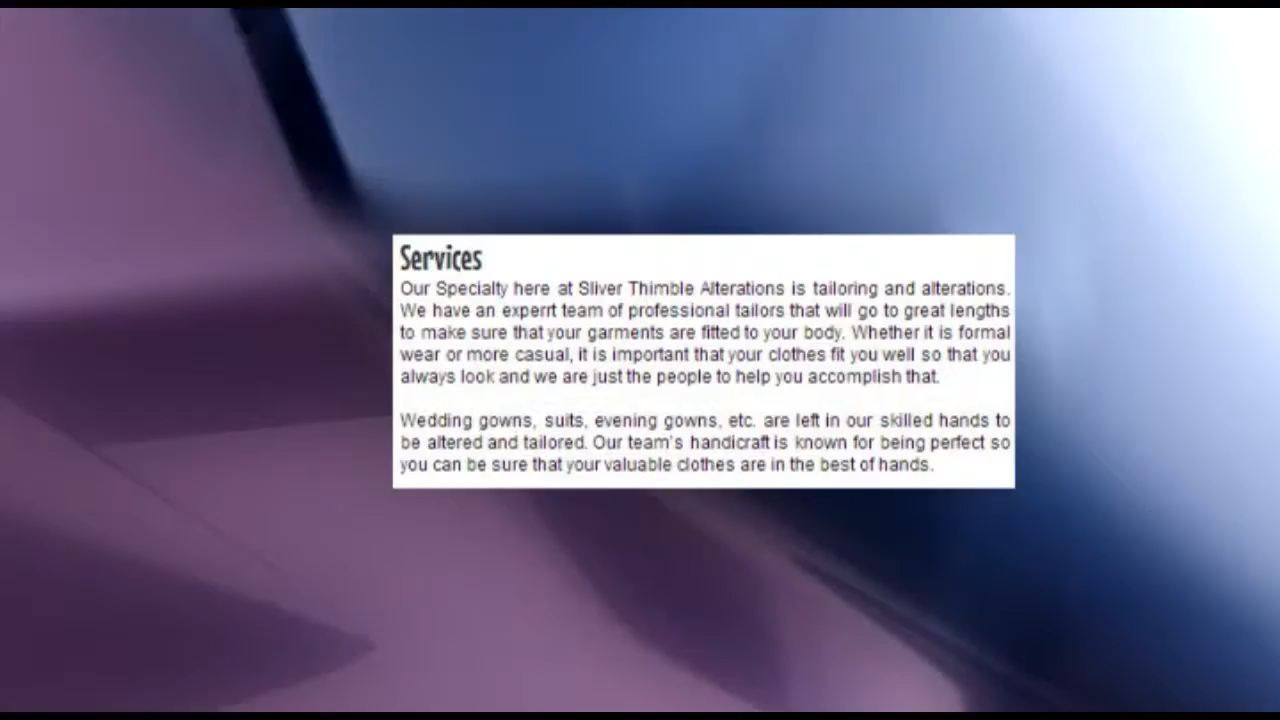 Services
Our Specialty here at Sliver Thimble Alterations is tailoring and alterations.
We have an experrt team of professional tailors that will go to great lengths
to make sure that your garments are fitted to your body. Whether it is formal
wear or more casual, it is important that your clothes fit you well so that you
always look and we are just the people to help you accomplish that.
Wedding gowns, suits, evening gowns, etc. are left in our skilled hands to
be altered and tailored. Our team's handicraft is known for being perfect so
you can be sure that your valuable clothes are in the best of hands.